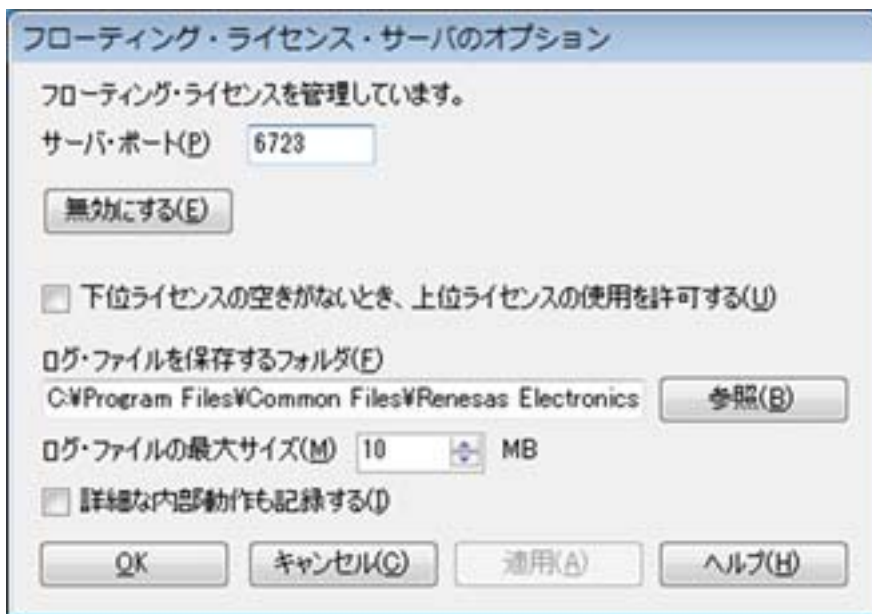 フローティング・ライセンス・サーバのオプション
フローティング・ライセンスを管理しています。
サーバ・ポート(P) 6723
無効にする(E)
下位ライセンスの空きがないとき、上位ライセンスの使用を許可する(U)
ログ・ファイルを保存するフォルダ(F)
C:¥Program Files¥Common Files¥Renesas Electronics 参照(B)
ログ・ファイルの最大サイズ(M) 10 MB
詳細な内部動作も記録する(I)
OK キャンセル(C) 適用(A) ヘルプ(H)